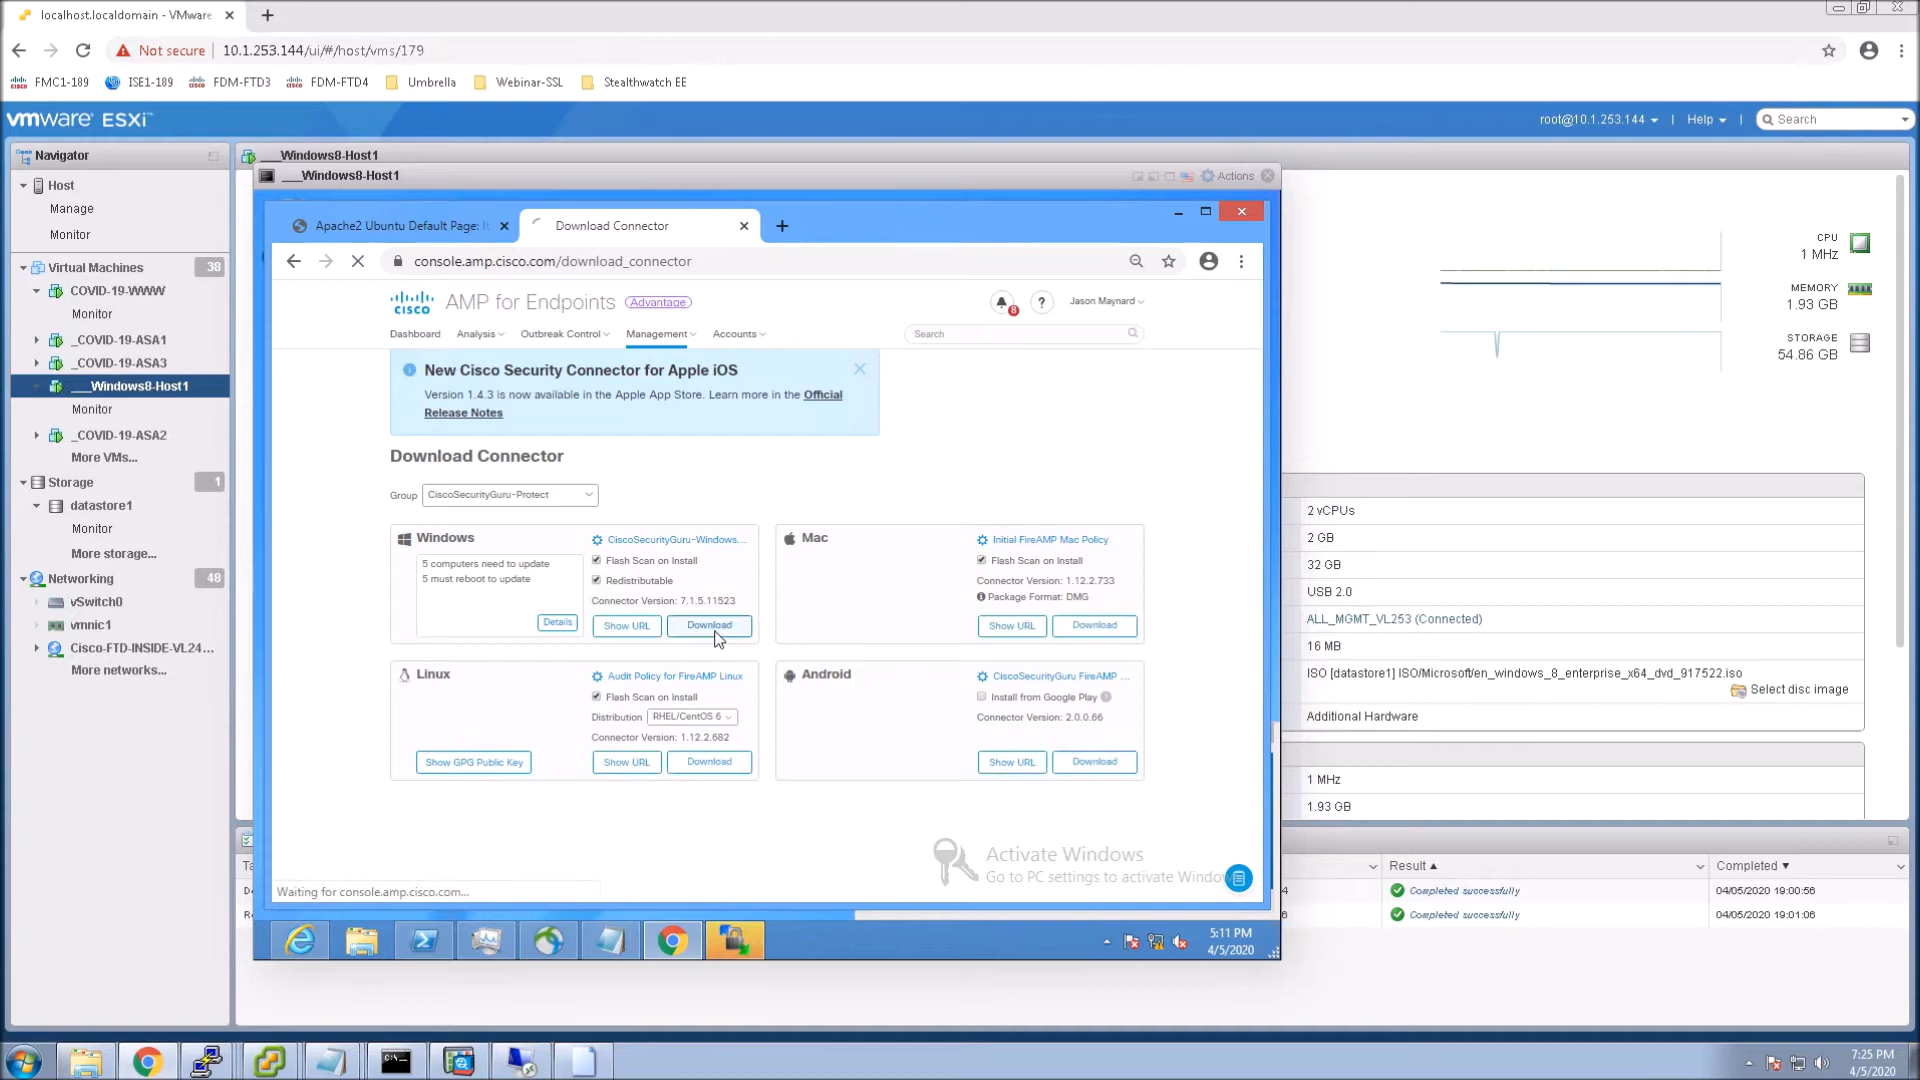 localhost.localdomain - VMware
Not secure | 10.1.253.144/ui/#/host/vms/179
FMC1-189 ISE1-189 FDM-FTD3 FDM-FTD4 Umbrella Webinar-SSL Stealthwatch EE
vmware ESXi
root@10.1.253.144 | Help | Search
Navigator
Host
Manage
Monitor
Virtual Machines 38
COVID-19-WWW
Monitor
_COVID-19-ASA1
_COVID-19-ASA3
___Windows8-Host1
Monitor
_COVID-19-ASA2
More VMs...
Storage 1
datastore1
Monitor
More storage...
Networking 48
vSwitch0
vmnic1
Cisco-FTD-INSIDE-VL24...
More networks...
___Windows8-Host1
___Windows8-Host1
Actions
Apache2 Ubuntu Default Page: It
Download Connector
console.amp.cisco.com/download_connector
cisco AMP for Endpoints Advantage
8 ? Jason Maynard
Dashboard Analysis Outbreak Control Management Accounts Search
New Cisco Security Connector for Apple iOS
Version 1.4.3 is now available in the Apple App Store. Learn more in the Official
Release Notes
Download Connector
Group CiscoSecurityGuru-Protect
Windows
5 computers need to update
5 must reboot to update
Details
CiscoSecurityGuru-Windows...
Flash Scan on Install
Redistributable
Connector Version: 7.1.5.11523
Show URL Download
Mac
Initial FireAMP Mac Policy
Flash Scan on Install
Connector Version: 1.12.2.733
Package Format: DMG
Show URL Download
Linux
Audit Policy for FireAMP Linux
Flash Scan on Install
Distribution RHEL/CentOS 6
Connector Version: 1.12.2.682
Show GPG Public Key
Show URL Download
Android
CiscoSecurityGuru FireAMP ...
Install from Google Play
Connector Version: 2.0.0.66
Show URL Download
Activate Windows
Go to PC settings to activate Windo
Waiting for console.amp.cisco.com...
5:11 PM
4/5/2020
CPU
1 MHz
MEMORY
1.93 GB
STORAGE
54.86 GB
2 vCPUs
2 GB
32 GB
USB 2.0
ALL_MGMT_VL253 (Connected)
16 MB
ISO [datastore1] ISO/Microsoft/en_windows_8_enterprise_x64_dvd_917522.iso
Select disc image
Additional Hardware
1 MHz
1.93 GB
Result Completed
4 Completed successfully 04/05/2020 19:00:56
6 Completed successfully 04/05/2020 19:01:06
7:25 PM
4/5/2020